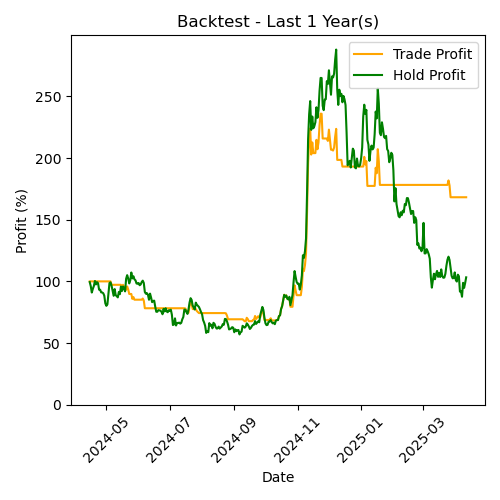 Backtest - Last 1 Year(s)
Trade Profit
Hold Profit
Profit (%)
250
200
150
100
50
0
2024-05
2024-07
2024-09
2024-11
2025-01
2025-03
Date